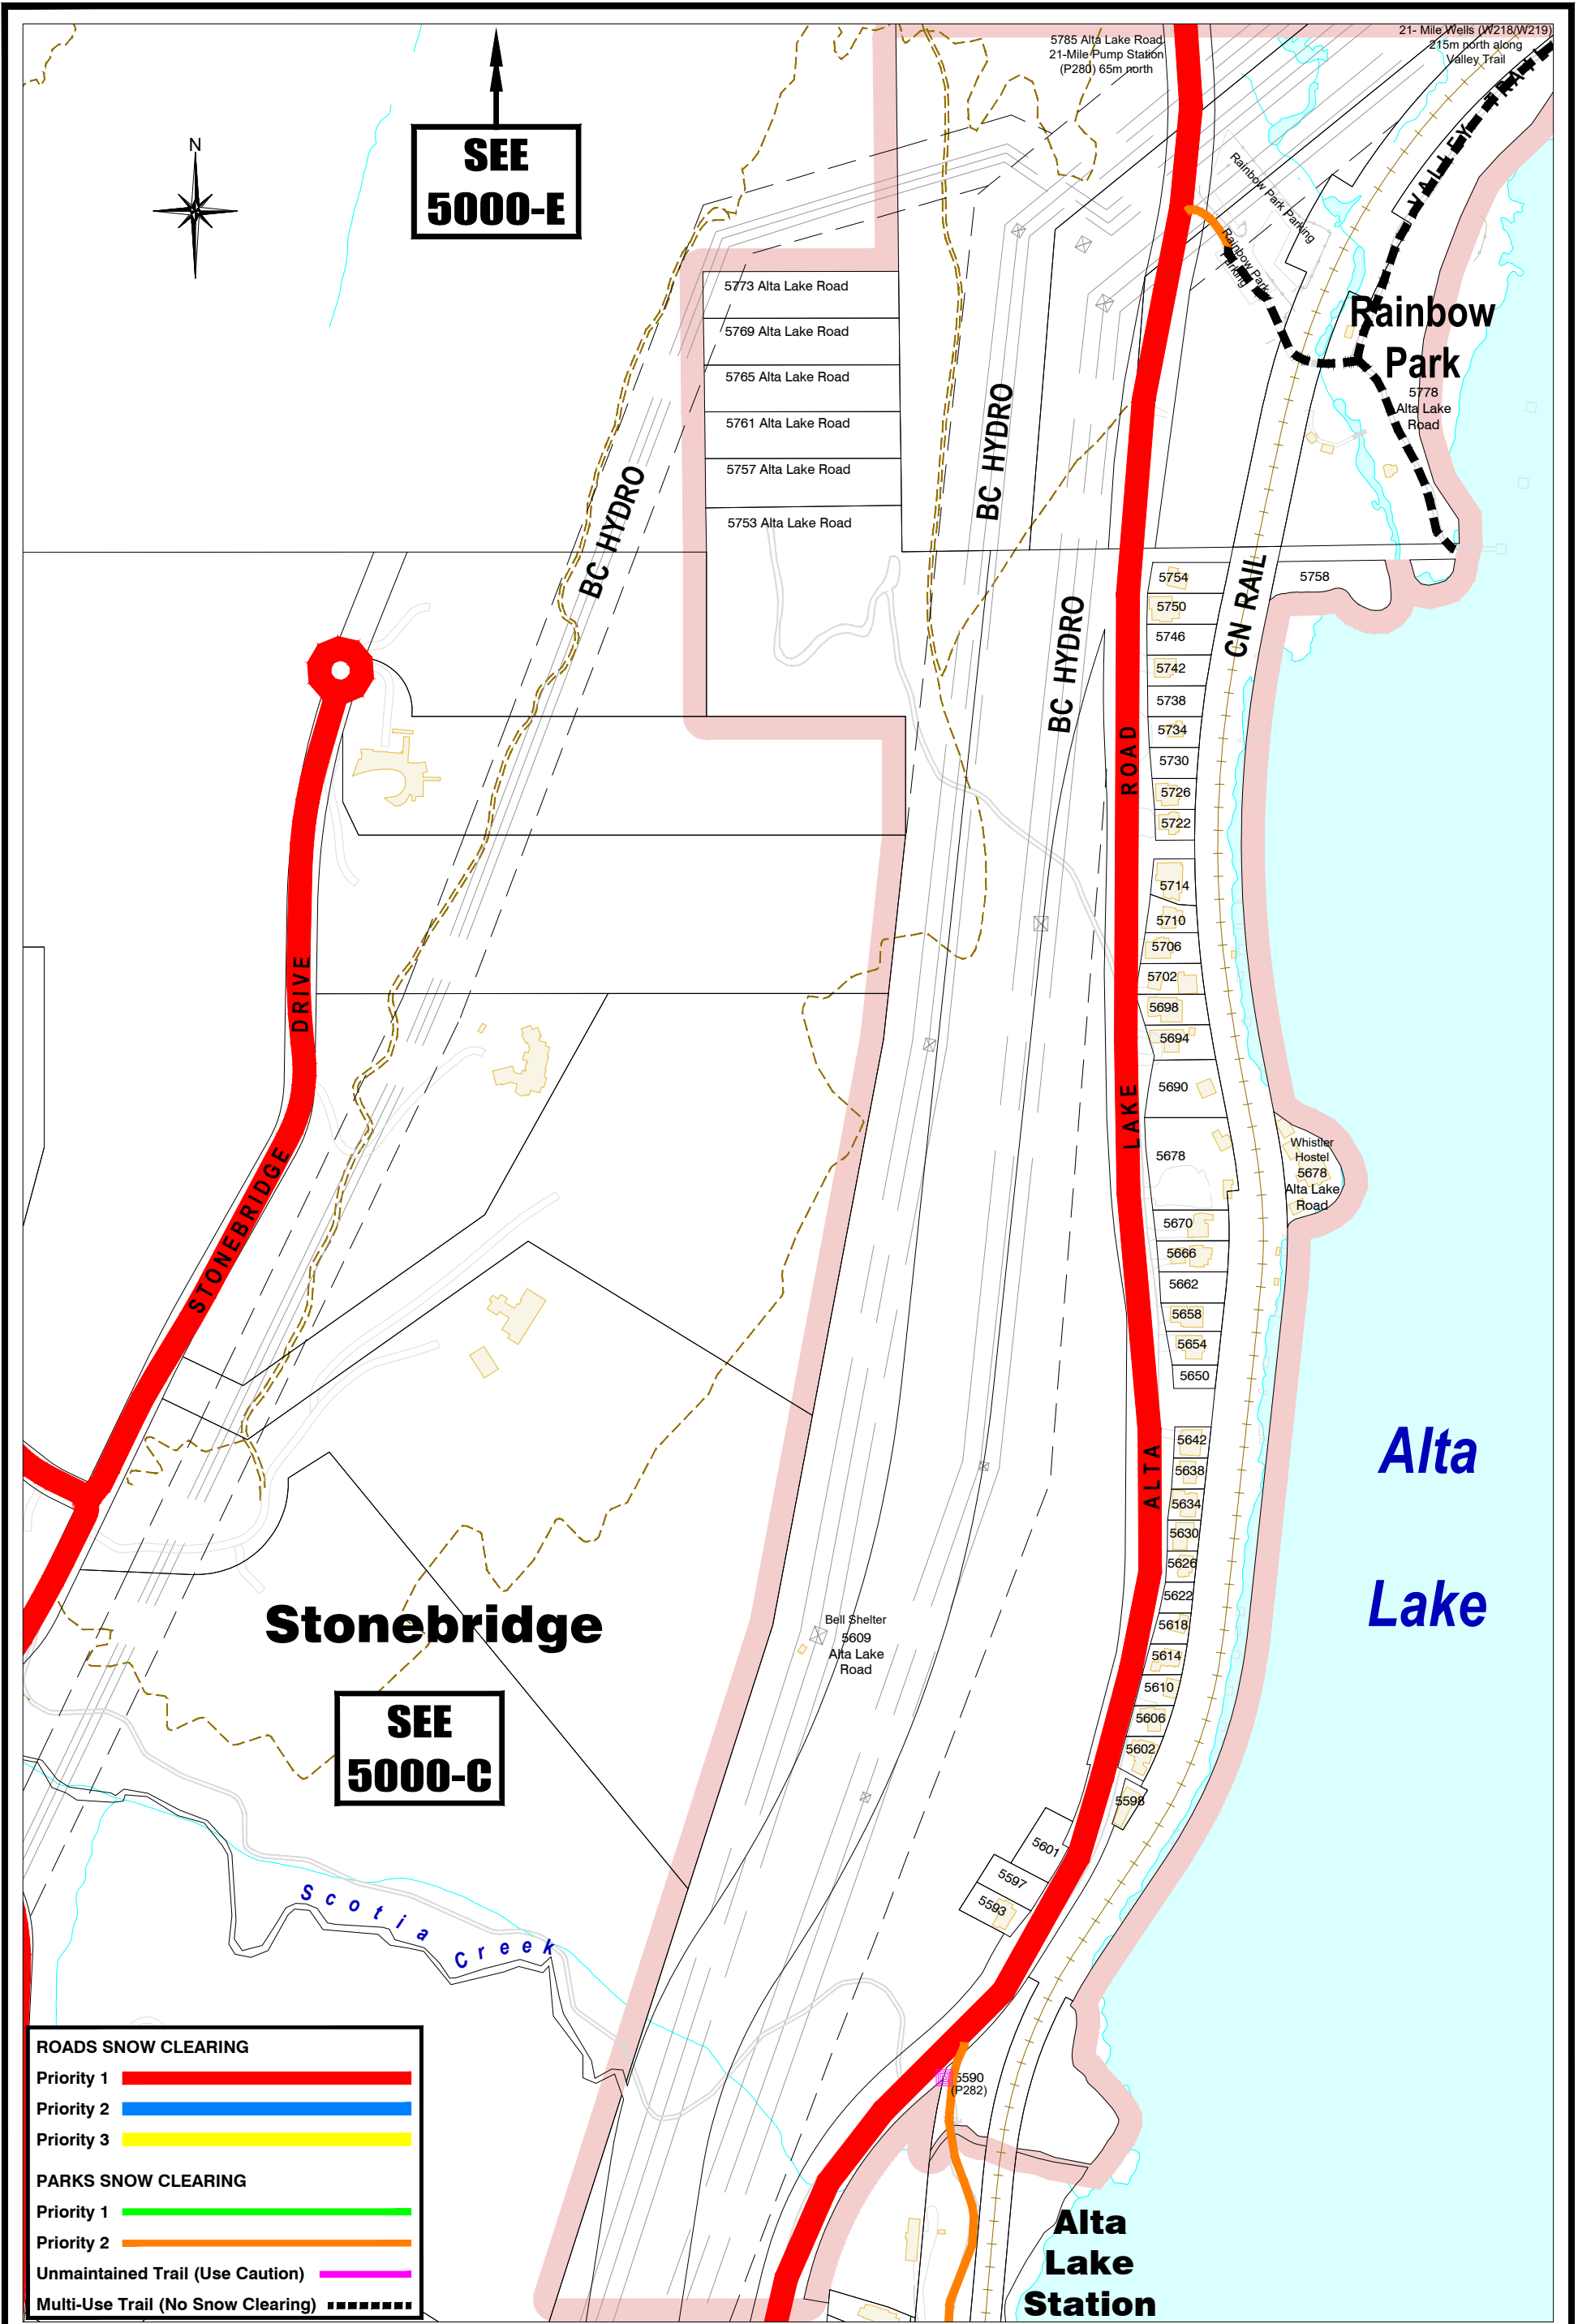 5785 Alta Lake Road
21-Mile Pump Station
(P280) 65m north
21- Mile Wells (W218/W219)
215m north along
Valley Trail
VALLEY TRAI
SEE
5000-E
N
Rainbow Park Parking
Rainbow Park
Parking
Rainbow
Park
5778
Alta Lake
Road
5773 Alta Lake Road
5769 Alta Lake Road
5765 Alta Lake Road
5761 Alta Lake Road
5757 Alta Lake Road
5753 Alta Lake Road
BC HYDRO
BC HYDRO
BC HYDRO
CN RAIL
5754
5758
5750
5746
5742
5738
5734
5730
5726
5722
5714
5710
5706
5702
5698
5694
5690
5678
Whistler
Hostel
5678
Alta Lake
Road
5670
5666
5662
5658
5654
5650
5642
5638
5634
5630
5626
5622
5618
5614
5610
5606
5602
5598
5601
5597
5593
ALTA LAKE ROAD
STONEBRIDGE DRIVE
Alta
Lake
Stonebridge
SEE
5000-C
Bell Shelter
5609
Alta Lake
Road
Scotia Creek
5590
(P282)
Alta
Lake
Station
ROADS SNOW CLEARING
Priority 1
Priority 2
Priority 3
PARKS SNOW CLEARING
Priority 1
Priority 2
Unmaintained Trail (Use Caution)
Multi-Use Trail (No Snow Clearing)